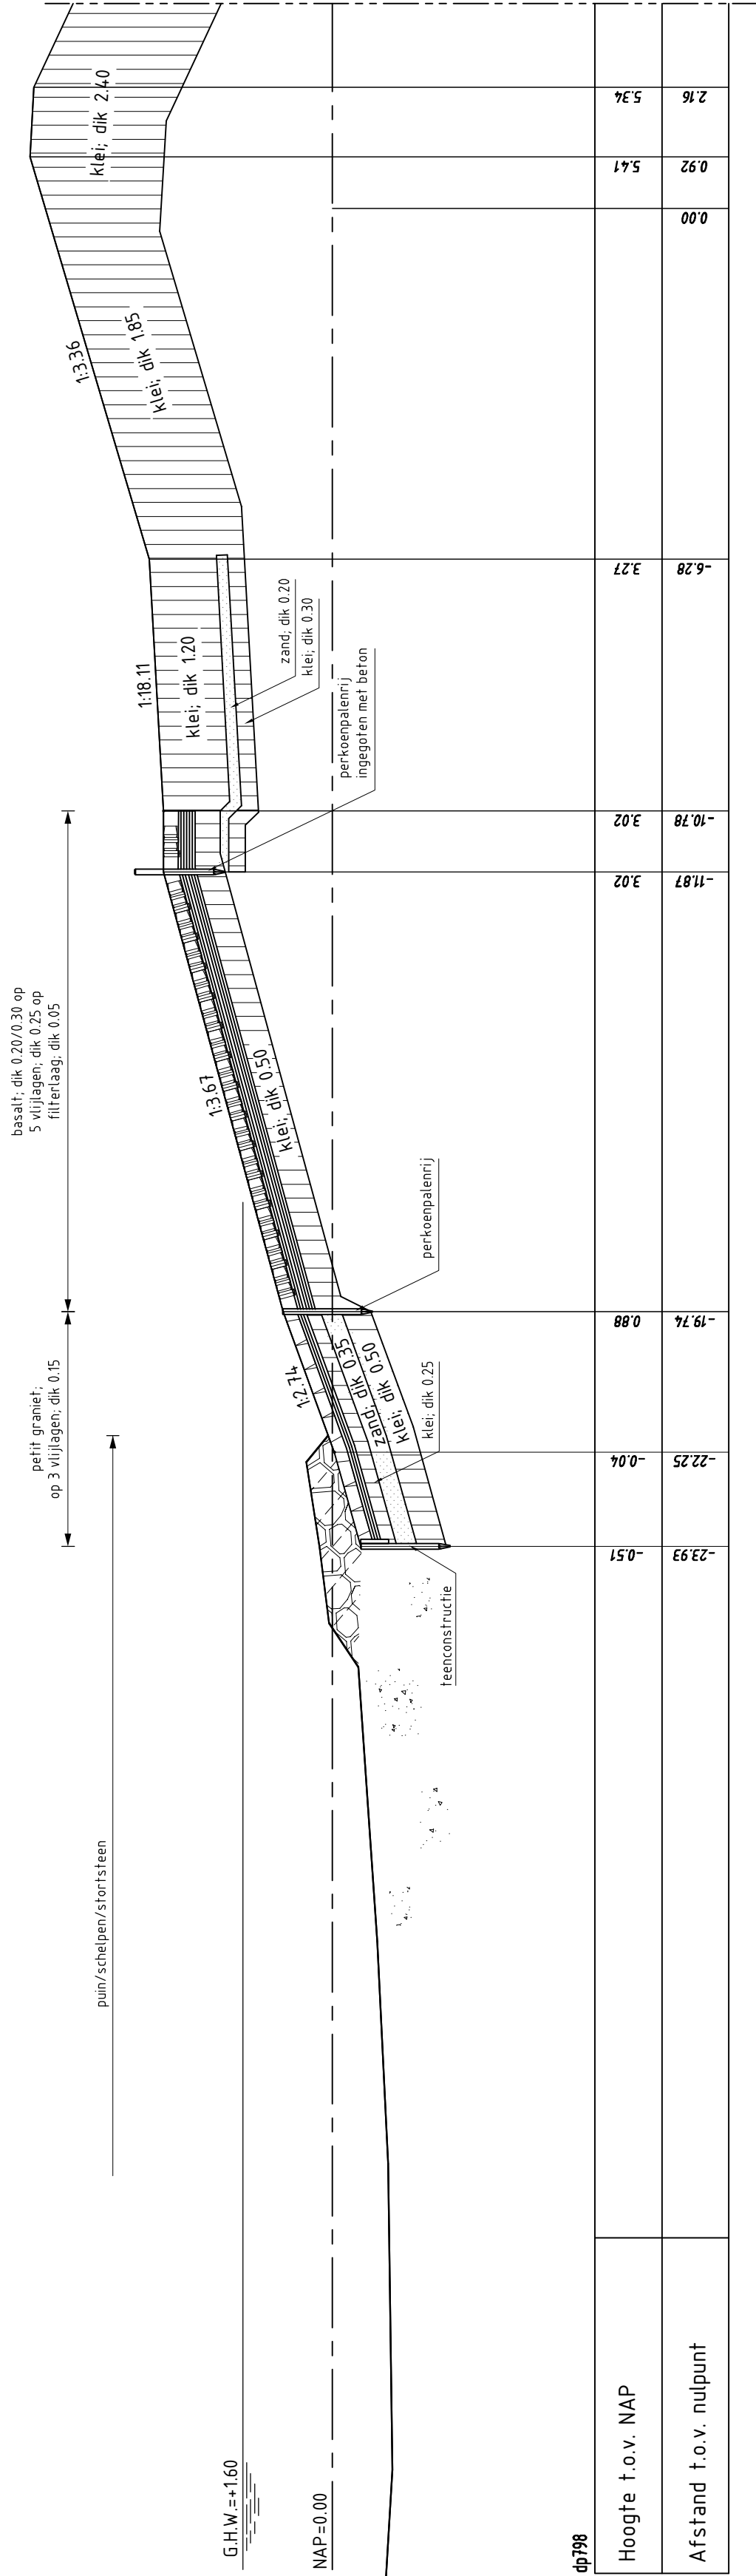 klei; dik 2.40
klei; dik 1.85
1:3.36
1:18.11
klei; dik 1.20
zand; dik 0.20
klei; dik 0.30
perkoenpalenrij
ingegoten met beton
basalt; dik 0.20/0.30 op
5 vlijlagen; dik 0.25 op
filterlaag; dik 0.05
1:3.67
klei; dik 0.50
perkoenpalenrij
petit graniet;
op 3 vlijlagen; dik 0.15
1:2.74
zand; dik 0.35
klei; dik 0.50
klei; dik 0.25
teenconstructie
puin/schelpen/stortsteen
G.H.W.=+1.60
NAP=0.00
dp798
Hoogte t.o.v. NAP
-0.51
-0.04
0.88
3.02
3.02
3.27
5.41
5.34
Afstand t.o.v. nulpunt
-23.93
-22.25
-19.74
-11.87
-10.78
-6.28
0.00
0.92
2.16